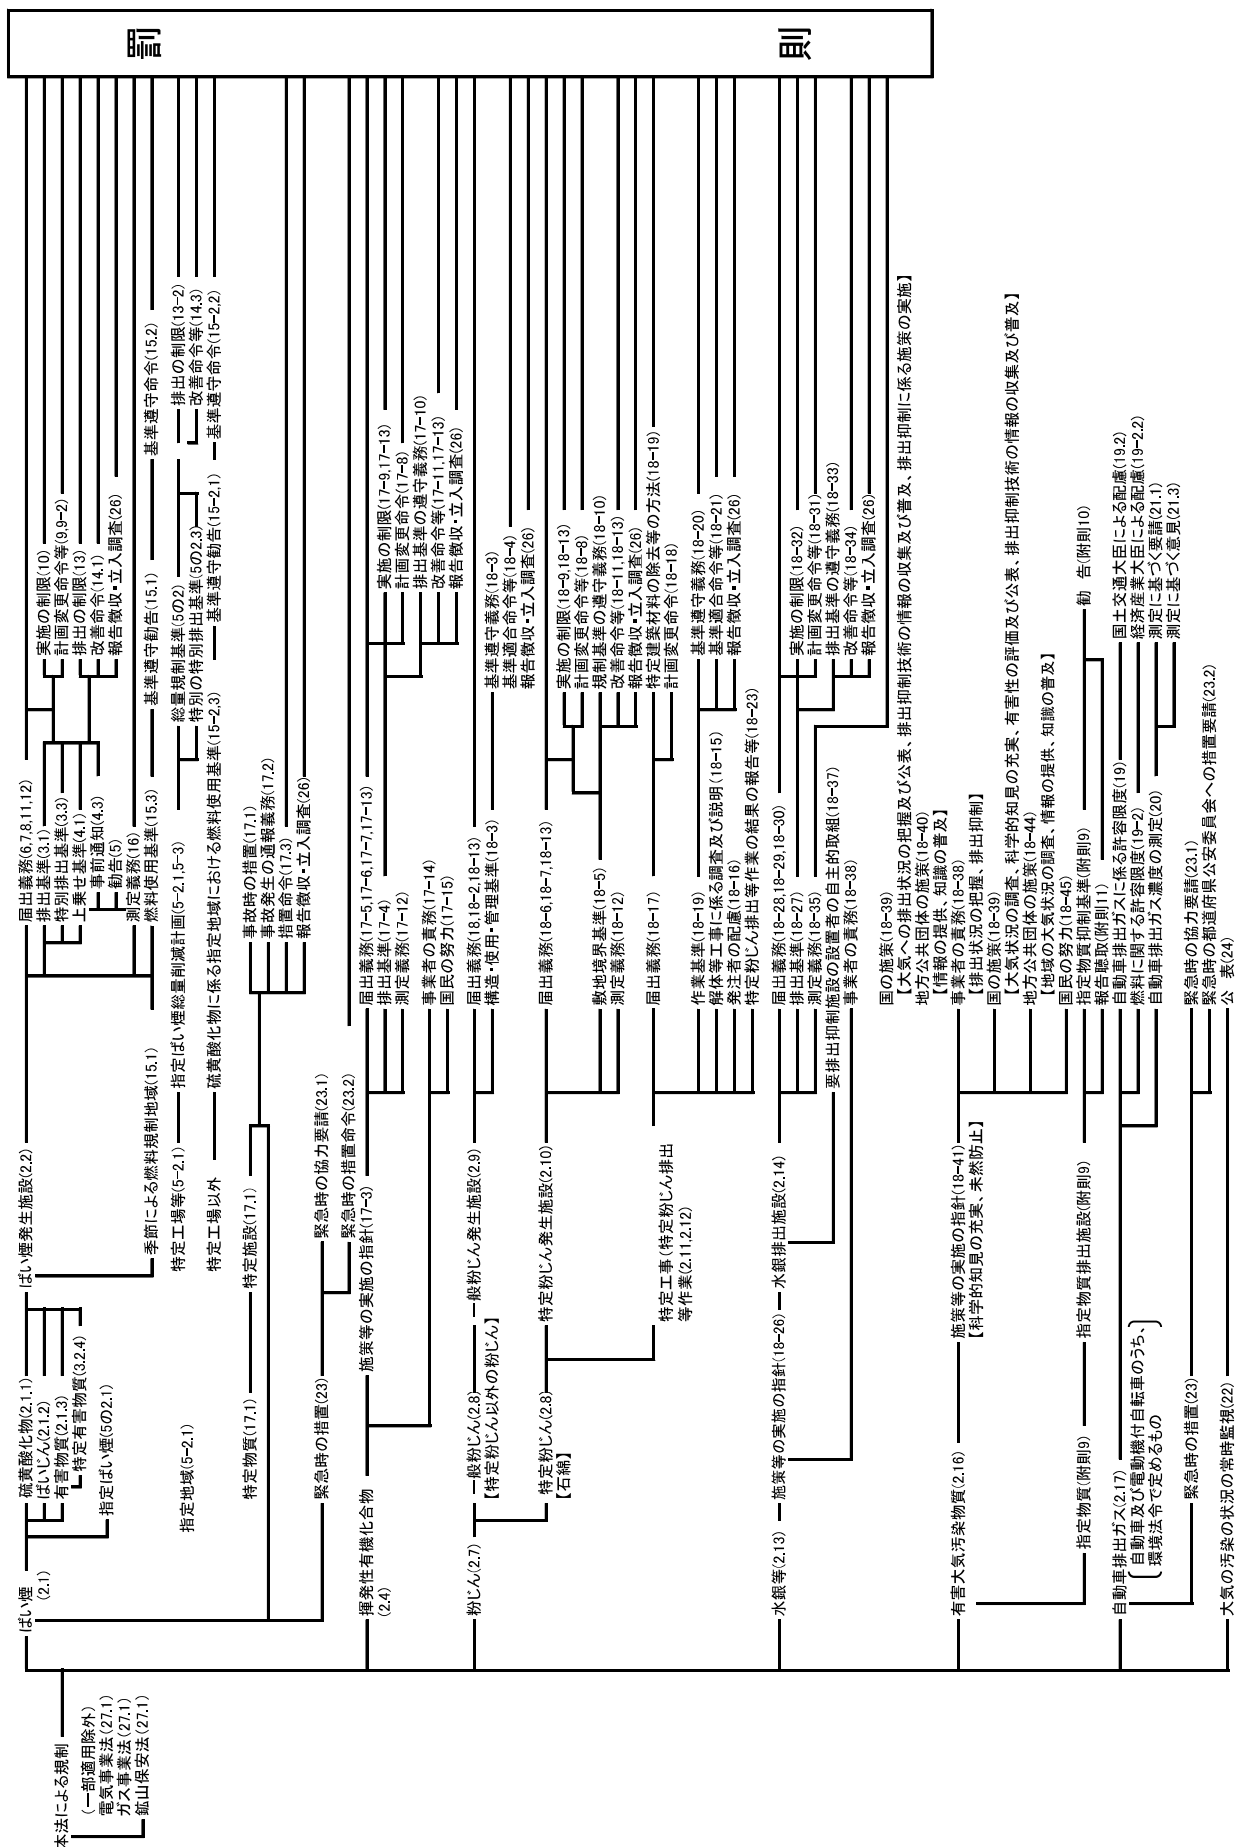 本法による規制
(一部適用除外)
電気事業法(27.1)
ガス事業法(27.1)
鉱山保安法(27.1)
ばい煙
(2.1)
硫黄酸化物(2.1.1)
ばいじん(2.1.2)
有害物質(2.1.3)
特定有害物質(3.2.4)
指定ばい煙(5の2.1)
指定地域(5-2.1)
ばい煙発生施設(2.2)
季節による燃料規制地域(15.1)
特定工場等(5-2.1)
特定工場以外
届出義務(6,7,8,11,12)
排出基準(3.1)
特別排出基準(3.3)
上乗せ基準(4.1)
事前通知(4.3)
勧告(5)
測定義務(16)
燃料使用基準(15.3)
指定ばい煙総量削減計画(5-2.1,5-3)
硫黄酸化物に係る指定地域における燃料使用基準(15-2,3)
実施の制限(10)
計画変更命令等(9,9-2)
排出の制限(13)
改善命令(14.1)
報告徴収・立入調査(26)
基準遵守勧告(15.1)
基準遵守命令(15.2)
総量規制基準(5の2)
特別の特別排出基準(5の2.3)
排出の制限(13-2)
改善命令等(14.3)
基準遵守勧告(15-2,1)
基準遵守命令(15-2,2)
特定物質(17.1)
特定施設(17.1)
事故時の措置(17.1)
事故発生の通報義務(17.2)
措置命令(17.3)
報告徴収・立入調査(26)
緊急時の措置(23)
緊急時の協力要請(23.1)
緊急時の措置命令(23.2)
揮発性有機化合物
(2.4)
施策等の実施の指針(17-3)
届出義務(17-5,17-6,17-7,17-13)
排出基準(17-4)
測定義務(17-12)
事業者の責務(17-14)
国民の努力(17-15)
実施の制限(17-9,17-13)
計画変更命令(17-8)
排出基準の遵守義務(17-10)
改善命令等(17-11,17-13)
報告徴収・立入調査(26)
粉じん(2.7)
一般粉じん(2.8)
【特定粉じん以外の粉じん】
一般粉じん発生施設(2.9)
届出義務(18,18-2,18-13)
構造・使用・管理基準(18-3)
基準遵守義務(18-3)
基準適合命令等(18-4)
報告徴収・立入調査(26)
特定粉じん(2.8)
【石綿】
特定粉じん発生施設(2.10)
届出義務(18-6,18-7,18-13)
敷地境界基準(18-5)
測定義務(18-12)
実施の制限(18-9,18-13)
計画変更命令等(18-8)
規制基準の遵守義務(18-10)
改善命令等(18-11,18-13)
報告徴収・立入調査(26)
特定工事(特定粉じん排出
等作業(2.11,2.12)
届出義務(18-17)
特定建築材料の除去等の方法(18-19)
計画変更命令(18-18)
作業基準(18-19)
解体等工事に係る調査及び説明(18-15)
発注者の配慮(18-16)
特定粉じん排出等作業の結果の報告等(18-23)
基準遵守義務(18-20)
基準適合命令等(18-21)
報告徴収・立入調査(26)
水銀等(2.13)
施策等の実施の指針(18-26)
水銀排出施設(2.14)
届出義務(18-28,18-29,18-30)
排出基準(18-27)
測定義務(18-35)
要排出抑制施設の設置者の自主的取組(18-37)
事業者の責務(18-38)
実施の制限(18-32)
計画変更命令等(18-31)
排出基準の遵守義務(18-33)
改善命令等(18-34)
報告徴収・立入調査(26)
国の施策(18-39)
【大気への排出状況の把握及び公表、排出抑制技術の情報の収集及び普及、排出抑制に係る施策の実施】
地方公共団体の施策(18-40)
【情報の提供、知識の普及】
有害大気汚染物質(2.16)
施策等の実施の指針(18-41)
【科学的知見の充実、未然防止】
事業者の責務(18-38)
【排出状況の把握、排出抑制】
国の施策(18-39)
【大気状況の調査、科学的知見の充実、有害性の評価及び公表、排出抑制技術の情報の収集及び普及】
地方公共団体の施策(18-44)
【地域の大気状況の調査、情報の提供、知識の普及】
国民の努力(18-45)
指定物質(附則9)
指定物質排出施設(附則9)
指定物質抑制基準(附則9)
報告聴取(附則11)
勧 告(附則10)
自動車排出ガス(2.17)
自動車及び電動機付自転車のうち、
環境法令で定めるもの
自動車排出ガスに係る許容限度(19)
燃料に関する許容限度(19-2)
自動車排出ガス濃度の測定(20)
国土交通大臣による配慮(19.2)
経済産業大臣による配慮(19-2.2)
測定に基づく要請(21.1)
測定に基づく意見(21.3)
緊急時の措置(23)
緊急時の協力要請(23.1)
緊急時の都道府県公安委員会への措置要請(23.2)
大気の汚染の状況の常時監視(22)
公 表(24)
罰 則